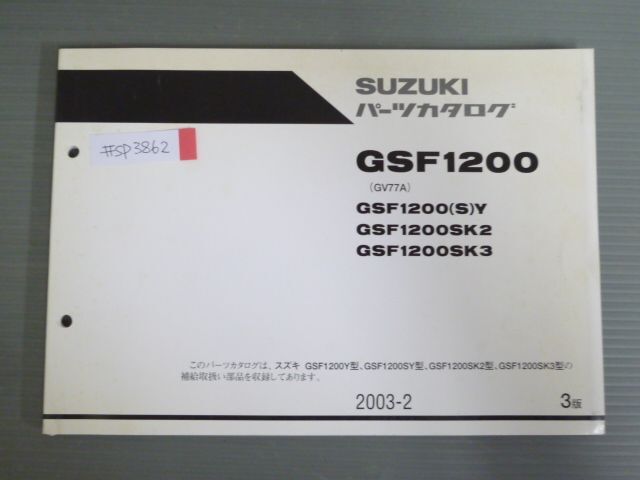 SUZUKI
パーツカタログ
#SP3862
GSF1200
(GV77A)
GSF1200(S)Y
GSF1200SK2
GSF1200SK3
このパーツカタログは、スズキ GSF1200Y型、GSF1200SY型、GSF1200SK2型、GSF1200SK3型の
補給取扱い部品を収録してあります。
2003-2
3版